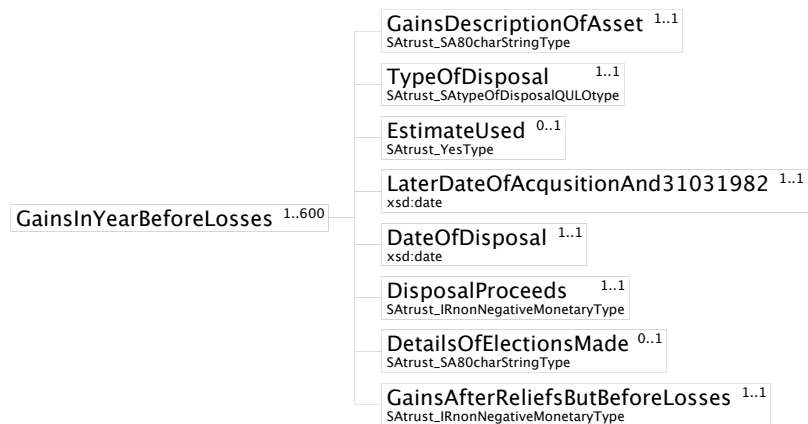 GainsDescriptionOfAsset 1..1
SAtrust_SA80charStringType
TypeOfDisposal 1..1
SAtrust_SAtypeOfDisposalQULOtype
EstimateUsed 0..1
SAtrust_YesType
LaterDateOfAcqusitionAnd31031982 1..1
xsd:date
GainsInYearBeforeLosses 1..600
DateOfDisposal 1..1
xsd:date
DisposalProceeds 1..1
SAtrust_IRnonNegativeMonetaryType
DetailsOfElectionsMade 0..1
SAtrust_SA80charStringType
GainsAfterReliefsButBeforeLosses 1..1
SAtrust_IRnonNegativeMonetaryType